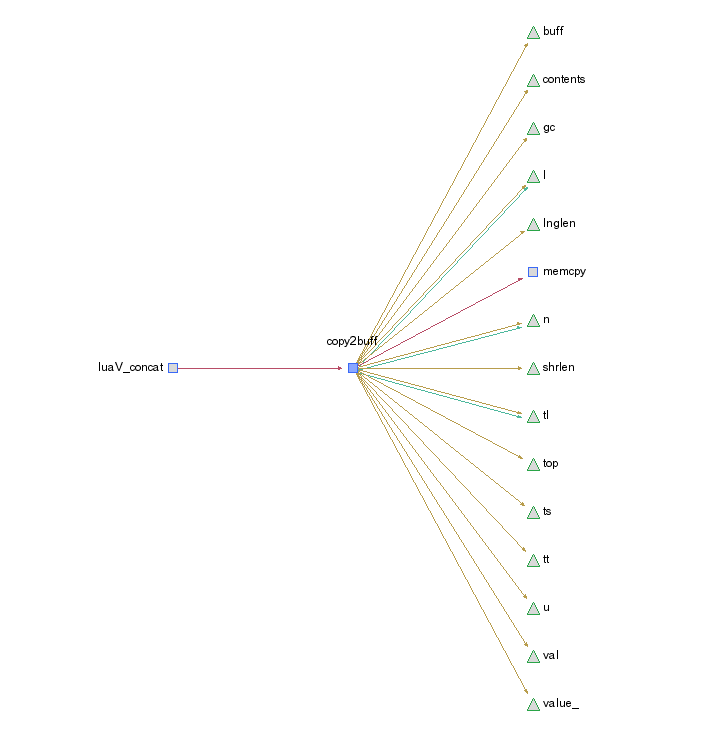 buff
contents
gc
l
lnglen
memcpy
n
copy2buff
luaV_concat
shrlen
tl
top
ts
tt
u
val
value_